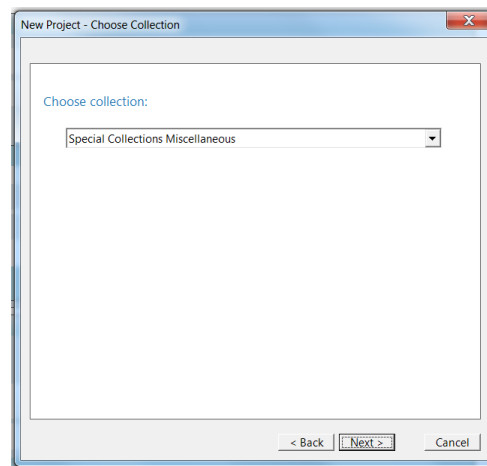 New Project - Choose Collection
X
Choose collection:
Special Collections Miscellaneous
< Back Next > Cancel